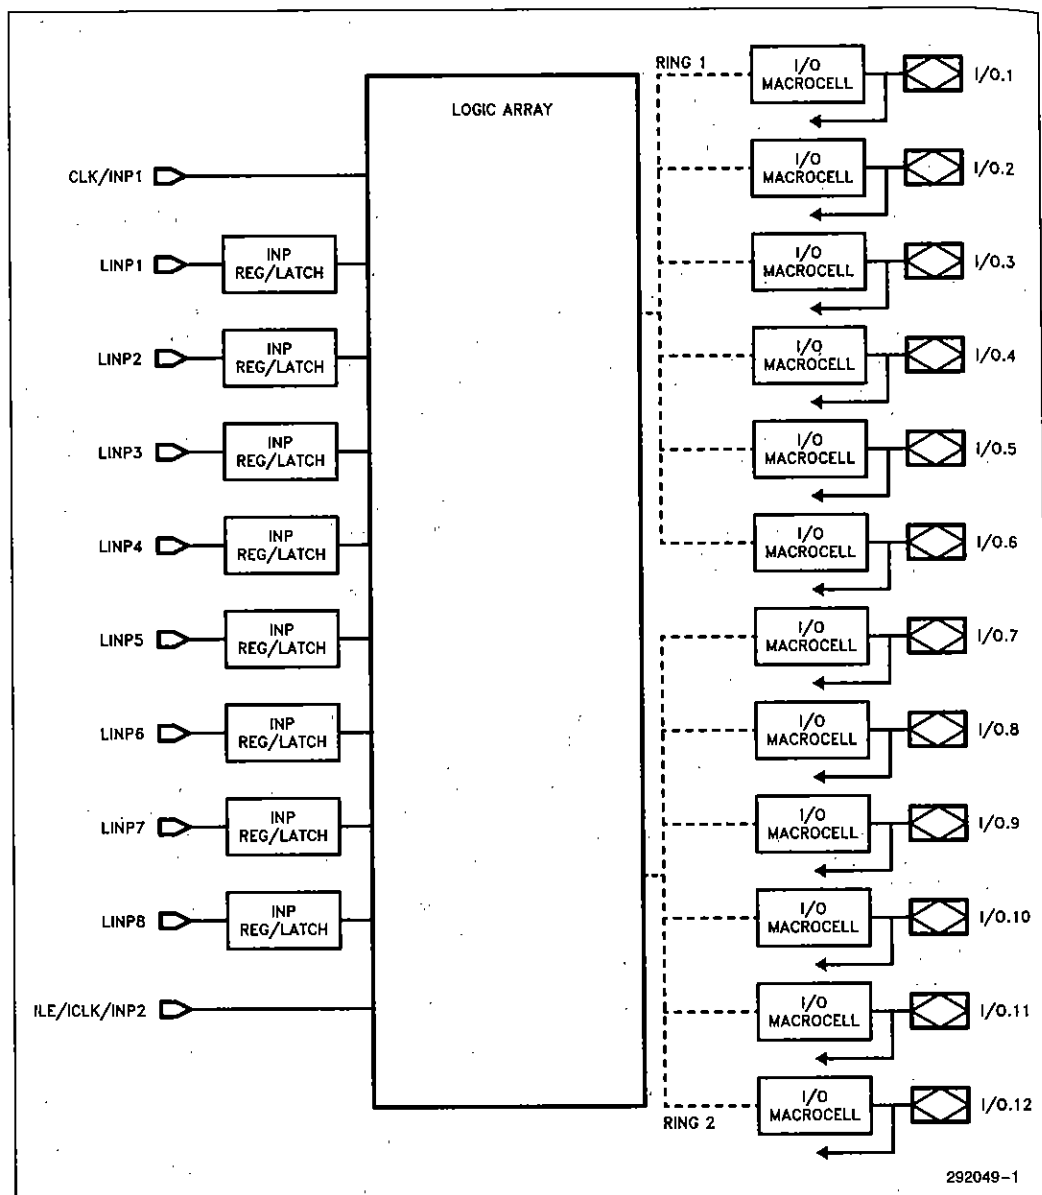 LOGIC ARRAY
CLK/INP1
LINP1
INP
REG/LATCH
LINP2
INP
REG/LATCH
LINP3
INP
REG/LATCH
LINP4
INP
REG/LATCH
LINP5
INP
REG/LATCH
LINP6
INP
REG/LATCH
LINP7
INP
REG/LATCH
LINP8
INP
REG/LATCH
ILE/ICLK/INP2
RING 1
I/O
MACROCELL
I/O.1
I/O
MACROCELL
I/O.2
I/O
MACROCELL
I/O.3
I/O
MACROCELL
I/O.4
I/O
MACROCELL
I/O.5
I/O
MACROCELL
I/O.6
I/O
MACROCELL
I/O.7
I/O
MACROCELL
I/O.8
I/O
MACROCELL
I/O.9
I/O
MACROCELL
I/O.10
I/O
MACROCELL
I/O.11
I/O
MACROCELL
I/O.12
RING 2
292049-1